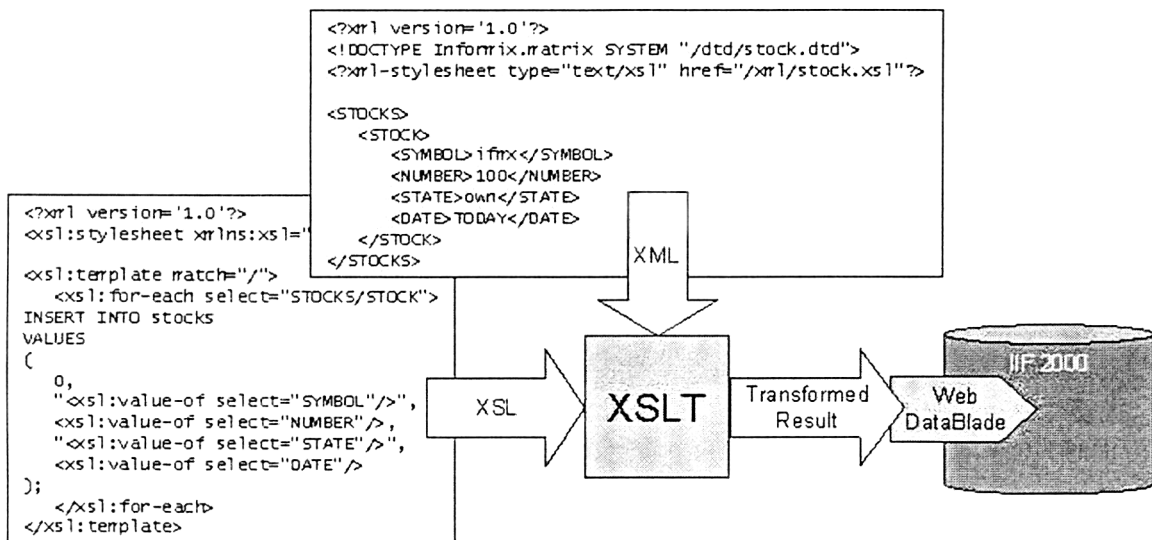 <?xml version='1.0'?>
<!DOCTYPE Informix.matrix SYSTEM "/dtd/stock.dtd">
<?xml-stylesheet type="text/xsl" href="/xml/stock.xsl"?>
<STOCKS>
<STOCK>
<SYMBOL>ifmx</SYMBOL>
<NUMBER>100</NUMBER>
<STATE>own</STATE>
<DATE>TODAY</DATE>
</STOCK>
</STOCKS>
<?xml version='1.0'?>
<xsl:stylesheet xmlns:xsl="
<xsl:template match="/">
<xsl:for-each select="STOCKS/STOCK">
INSERT INTO stocks
VALUES
(
0,
"<xsl:value-of select="SYMBOL"/>",
<xsl:value-of select="NUMBER"/>,
"<xsl:value-of select="STATE"/>",
<xsl:value-of select="DATE"/>
);
</xsl:for-each>
</xsl:template>
XML
XSL
XSLT
Transformed
Result
Web
DataBlade
IIF 2000